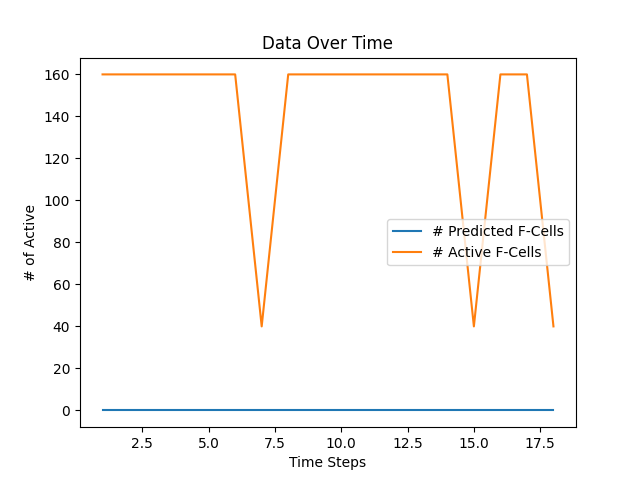 Data Over Time
160
140
120
100
80
60
40
20
0
# of Active
# Predicted F-Cells
# Active F-Cells
2.5 5.0 7.5 10.0 12.5 15.0 17.5
Time Steps